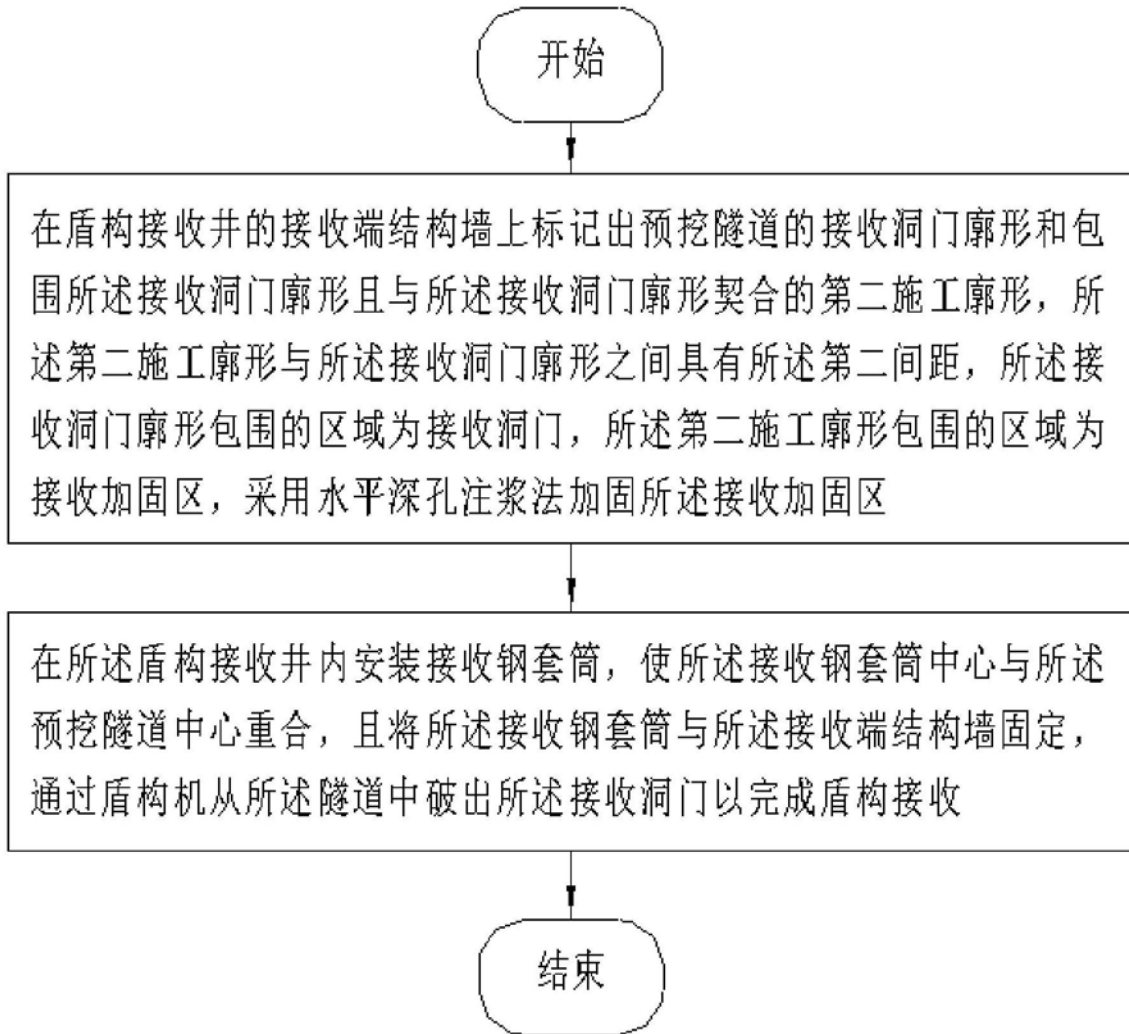 开始
在盾构接收井的接收端结构墙上标记出预挖隧道的接收洞门廓形和包
围所述接收洞门廓形且与所述接收洞门廓形契合的第二施工廓形，所
述第二施工廓形与所述接收洞门廓形之间具有所述第二间距，所述接
收洞门廓形包围的区域为接收洞门，所述第二施工廓形包围的区域为
接收加固区，采用水平深孔注浆法加固所述接收加固区
在所述盾构接收井内安装接收钢套筒，使所述接收钢套筒中心与所述
预挖隧道中心重合，且将所述接收钢套筒与所述接收端结构墙固定，
通过盾构机从所述隧道中破出所述接收洞门以完成盾构接收
结束